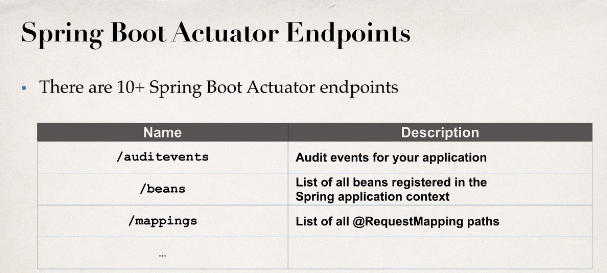 Spring Boot Actuator Endpoints
• There are 10+ Spring Boot Actuator endpoints
Name Description
/auditevents Audit events for your application
/beans List of all beans registered in the
Spring application context
/mappings List of all @RequestMapping paths
...